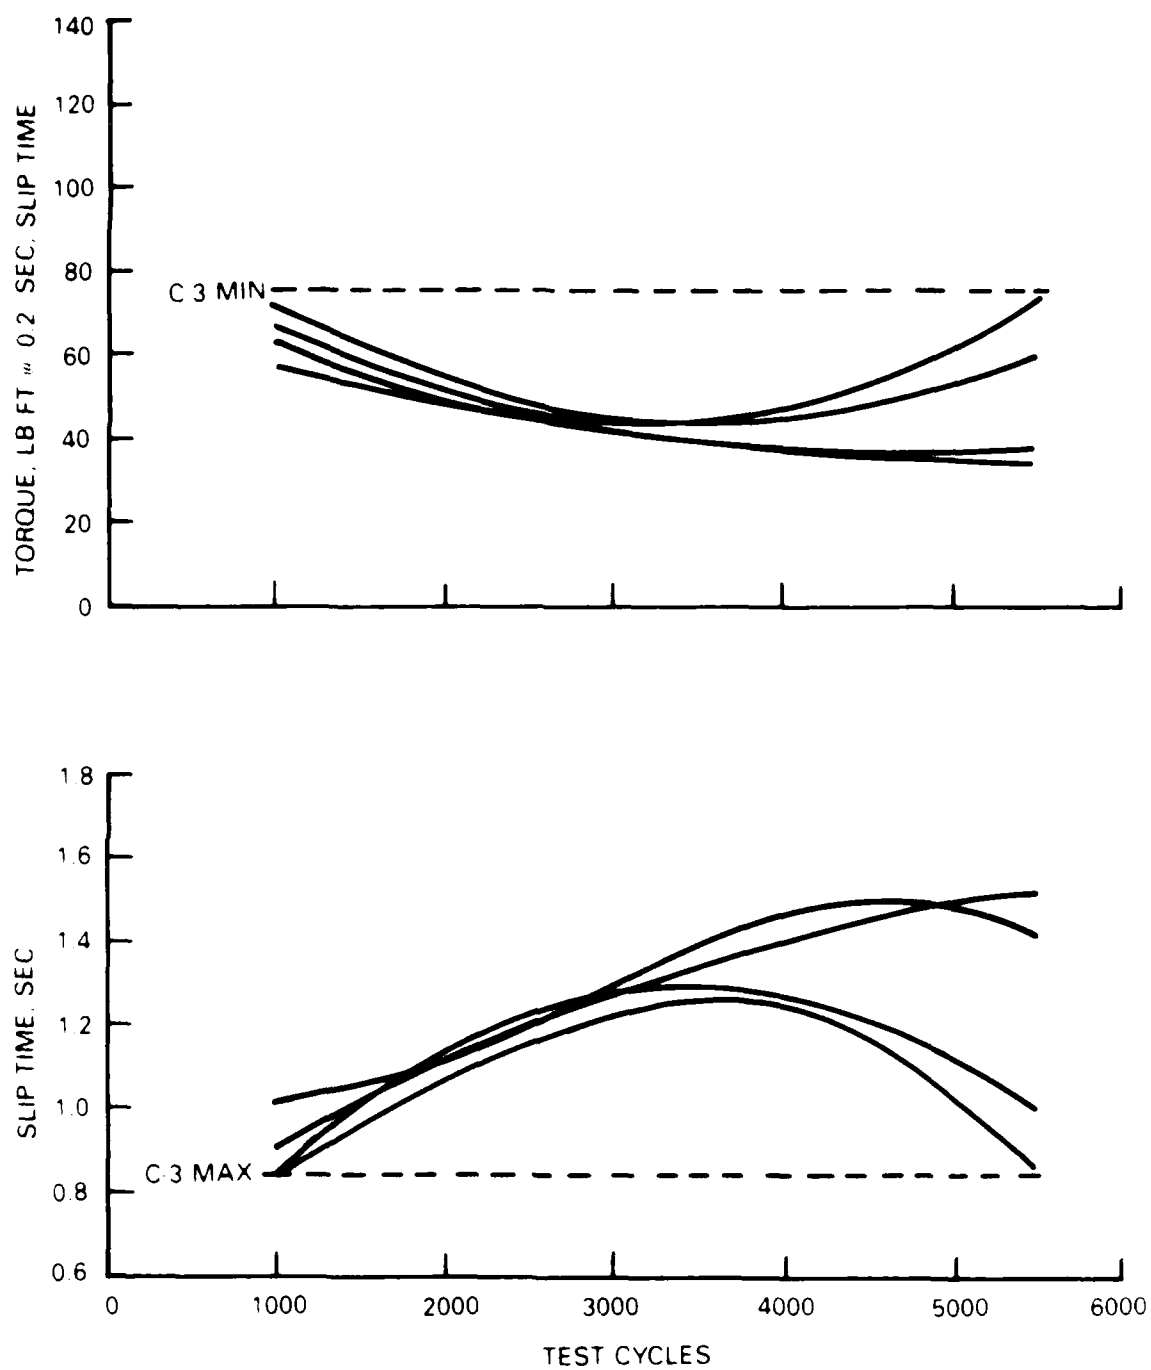 140
120
100
80
60
40
20
0
TORQUE, LB FT @ 0.2 SEC. SLIP TIME
C 3 MIN
1.8
1.6
1.4
1.2
1.0
0.8
0.6
SLIP TIME, SEC
C-3 MAX
0 1000 2000 3000 4000 5000 6000
TEST CYCLES